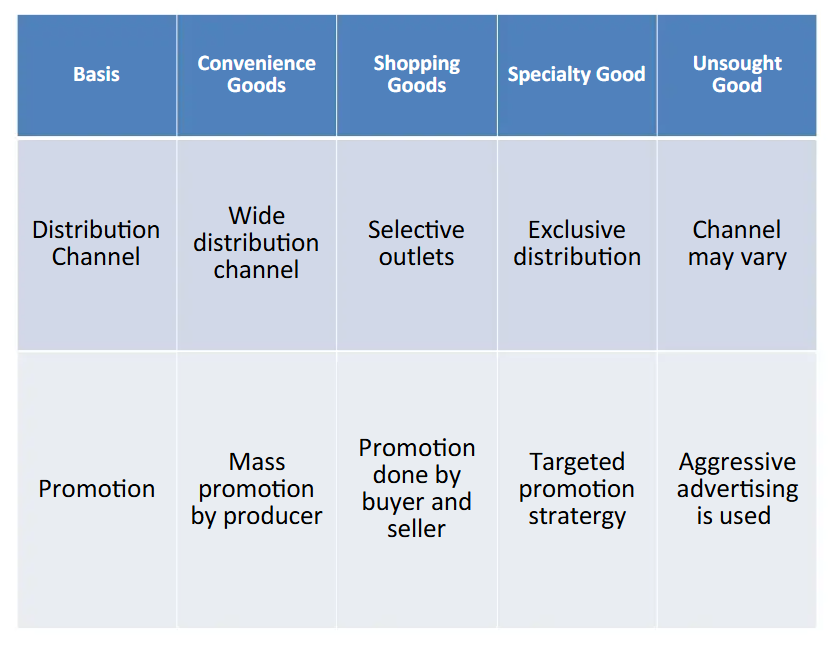 Basis
Convenience
Goods
Shopping
Goods
Specialty Good
Unsought
Good
Distribution
Channel
Wide
distribution
channel
Selective
outlets
Exclusive
distribution
Channel
may vary
Promotion
Mass
promotion
by producer
Promotion
done by
buyer and
seller
Targeted
promotion
stratergy
Aggressive
advertising
is used